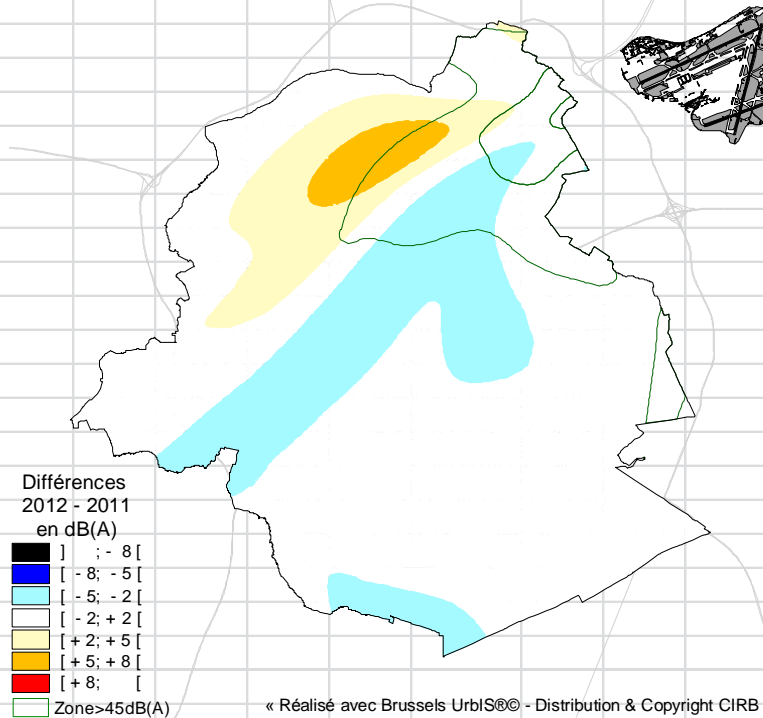 Différences
2012 - 2011
en dB(A)
] ; - 8 [
[ - 8; - 5 [
[ - 5; - 2 [
[ - 2; + 2 [
[ + 2; + 5 [
[ + 5; + 8 [
[ + 8; [
Zone>45dB(A)
« Réalisé avec Brussels UrbIS®© - Distribution & Copyright CIRB